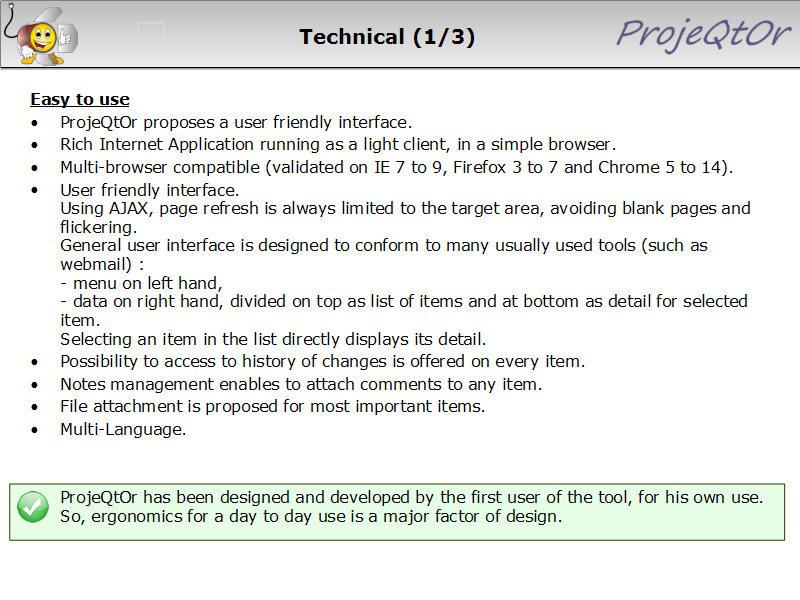 Technical (1/3)
ProjeQtOr
Easy to use
• ProjeQtOr proposes a user friendly interface.
• Rich Internet Application running as a light client, in a simple browser.
• Multi-browser compatible (validated on IE 7 to 9, Firefox 3 to 7 and Chrome 5 to 14).
• User friendly interface.
Using AJAX, page refresh is always limited to the target area, avoiding blank pages and
flickering.
General user interface is designed to conform to many usually used tools (such as
webmail) :
- menu on left hand,
- data on right hand, divided on top as list of items and at bottom as detail for selected
item.
Selecting an item in the list directly displays its detail.
• Possibility to access to history of changes is offered on every item.
• Notes management enables to attach comments to any item.
• File attachment is proposed for most important items.
• Multi-Language.
ProjeQtOr has been designed and developed by the first user of the tool, for his own use.
So, ergonomics for a day to day use is a major factor of design.